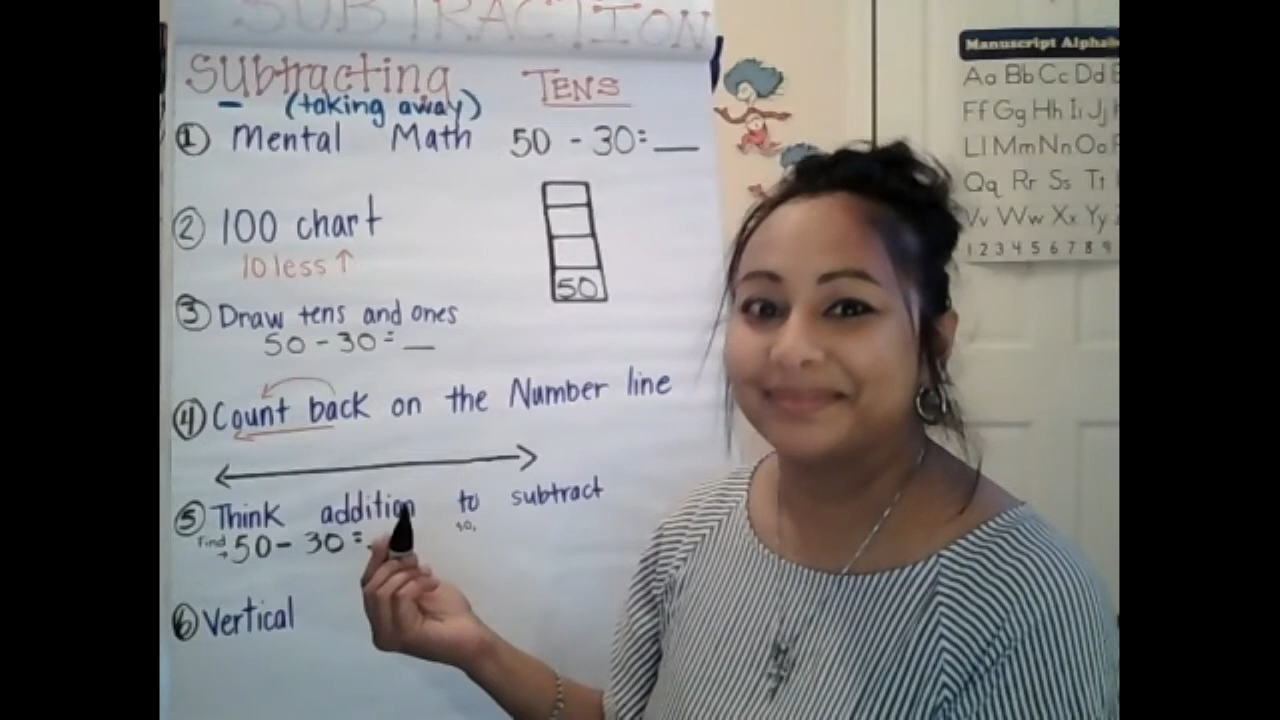 SUBTRACTION
Subtracting TENS
- (taking away)
① Mental Math 50 - 30 = __
② 100 chart
10 less ↑
50
③ Draw tens and ones
50 - 30 = __
④ Count back on the Number line
⑤ Think addition to subtract
Find → 50 - 30 =
⑥ Vertical
Manuscript Alphab
Aa Bb Cc Dd E
Ff Gg Hh Ii Jj
Ll Mm Nn Oo P
Qq Rr Ss Tt
Vv Ww Xx Yy
1 2 3 4 5 6 7 8 9